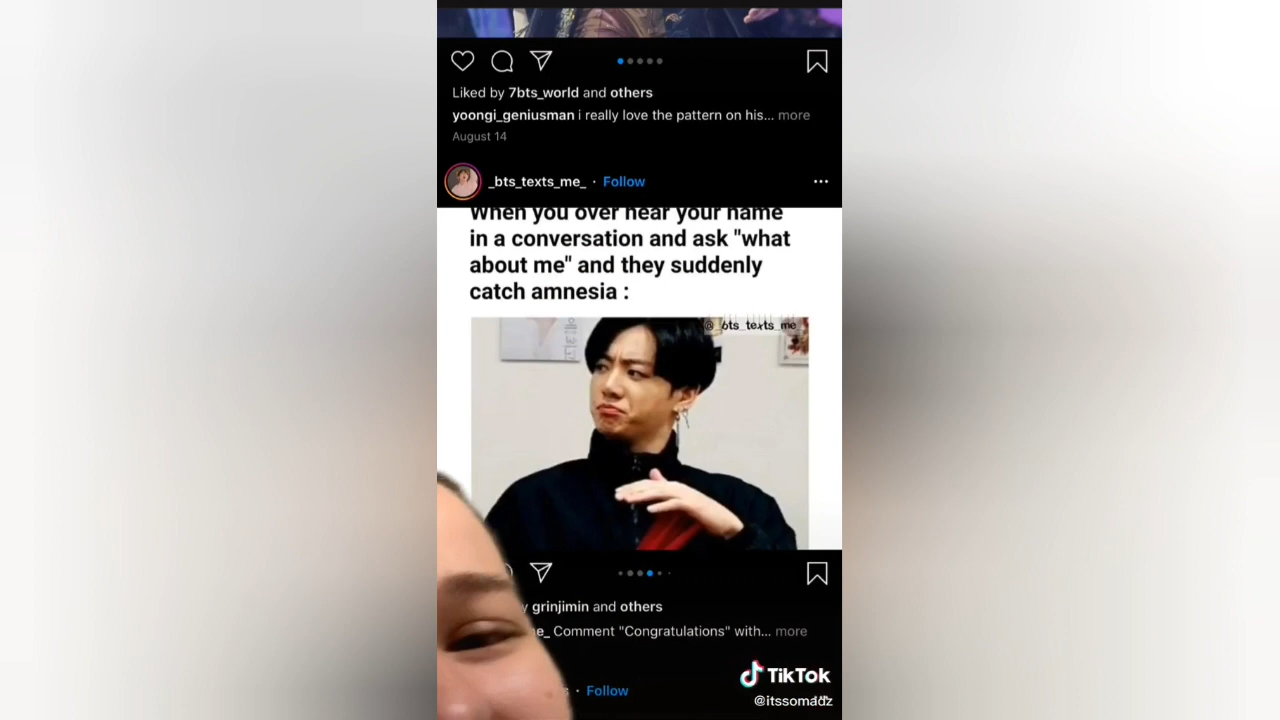 Liked by 7bts_world and others
yoongi_geniusman i really love the pattern on his... more
August 14
_bts_texts_me_ · Follow
When you over hear your name
in a conversation and ask "what
about me" and they suddenly
catch amnesia :
@_bts_texts_me_
grinjimin and others
Comment "Congratulations" with... more
· Follow
TikTok
@itssomadz